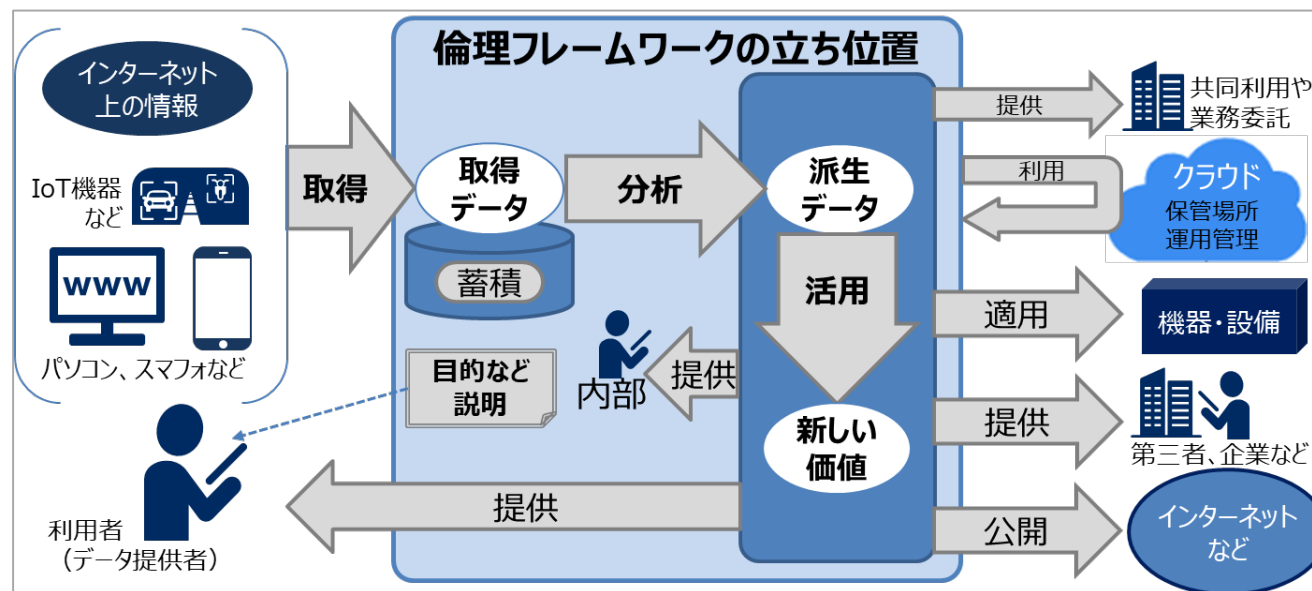 倫理フレームワークの立ち位置
インターネット
上の情報
IoT機器
など
WWW
パソコン、スマフォなど
取得
取得
データ
蓄積
分析
派生
データ
活用
新しい
価値
目的など
説明
内部
提供
提供
利用者
(データ提供者)
提供
共同利用や
業務委託
利用
クラウド
保管場所
運用管理
適用
機器・設備
提供
第三者、企業など
公開
インターネット
など